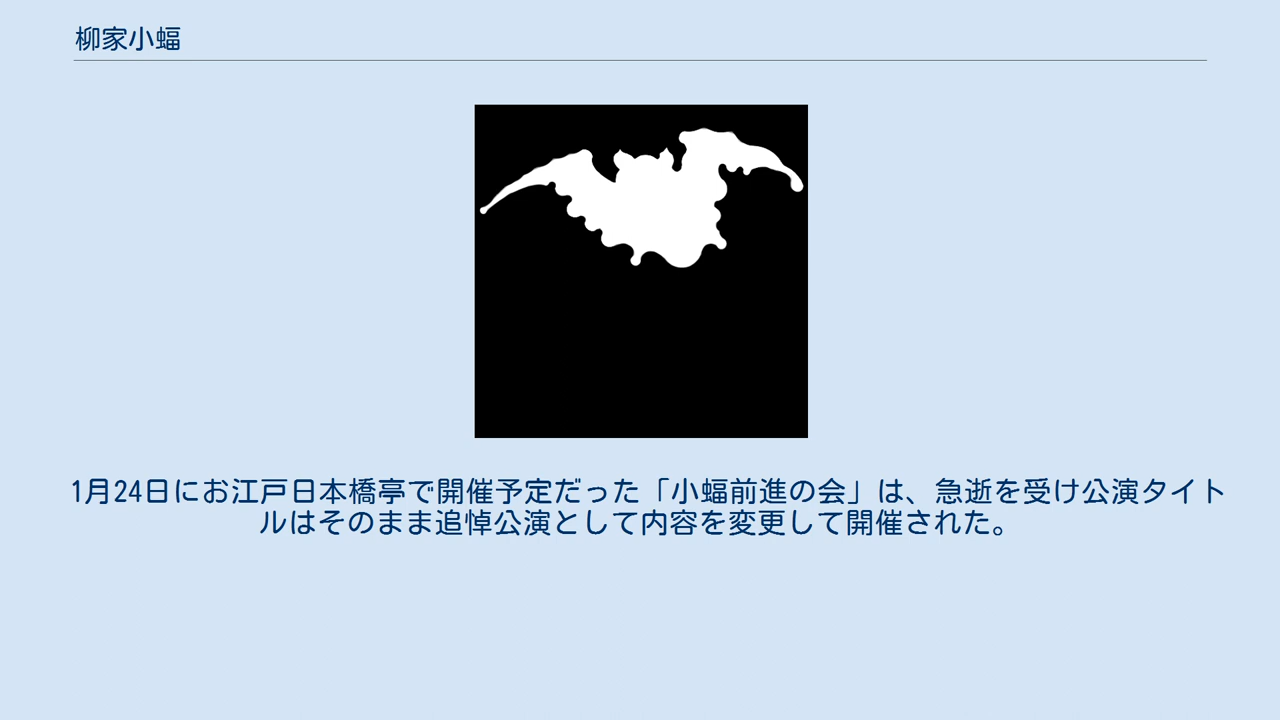 柳家小蝠
1月24日にお江戸日本橋亭で開催予定だった「小蝠前進の会」は、急逝を受け公演タイト
ルはそのまま追悼公演として内容を変更して開催された。